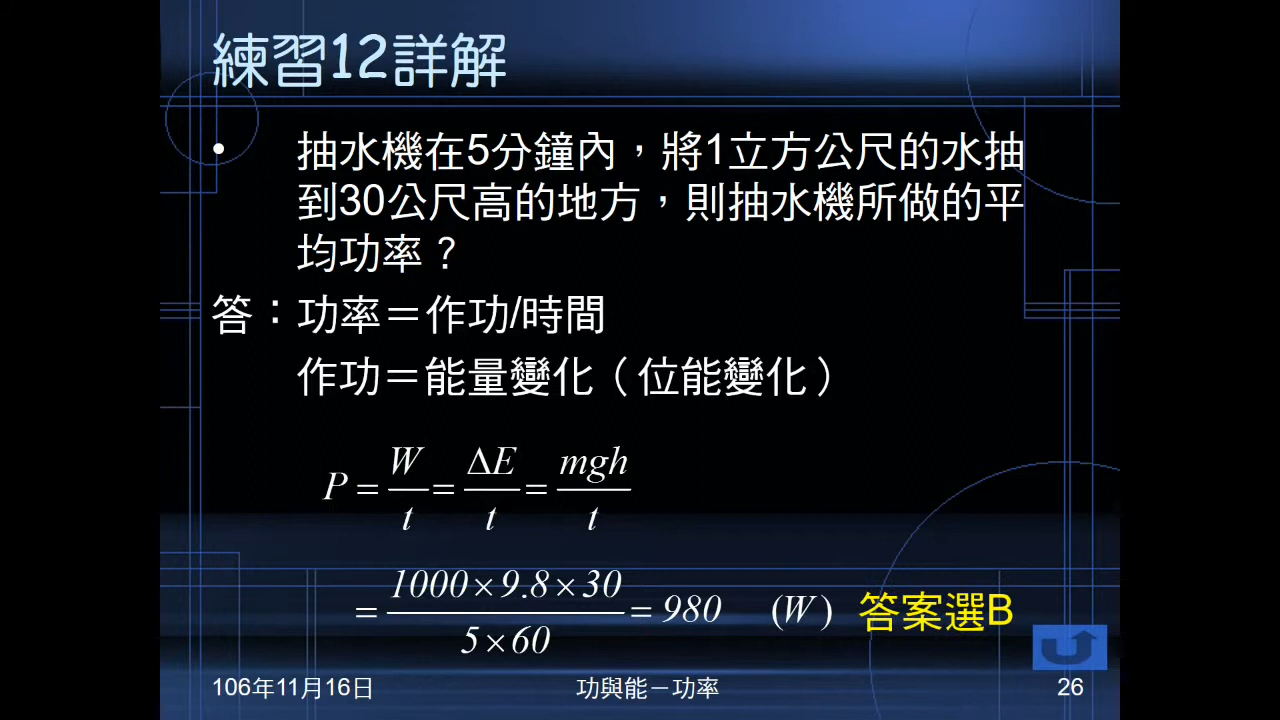 練習12詳解
• 抽水機在5分鐘內，將1立方公尺的水抽
到30公尺高的地方，則抽水機所做的平
均功率？
答：功率＝作功/時間
作功＝能量變化（位能變化）
P = W/t = ΔE/t = mgh/t
= 1000×9.8×30/5×60 = 980 (W) 答案選B
106年11月16日 功與能－功率 26